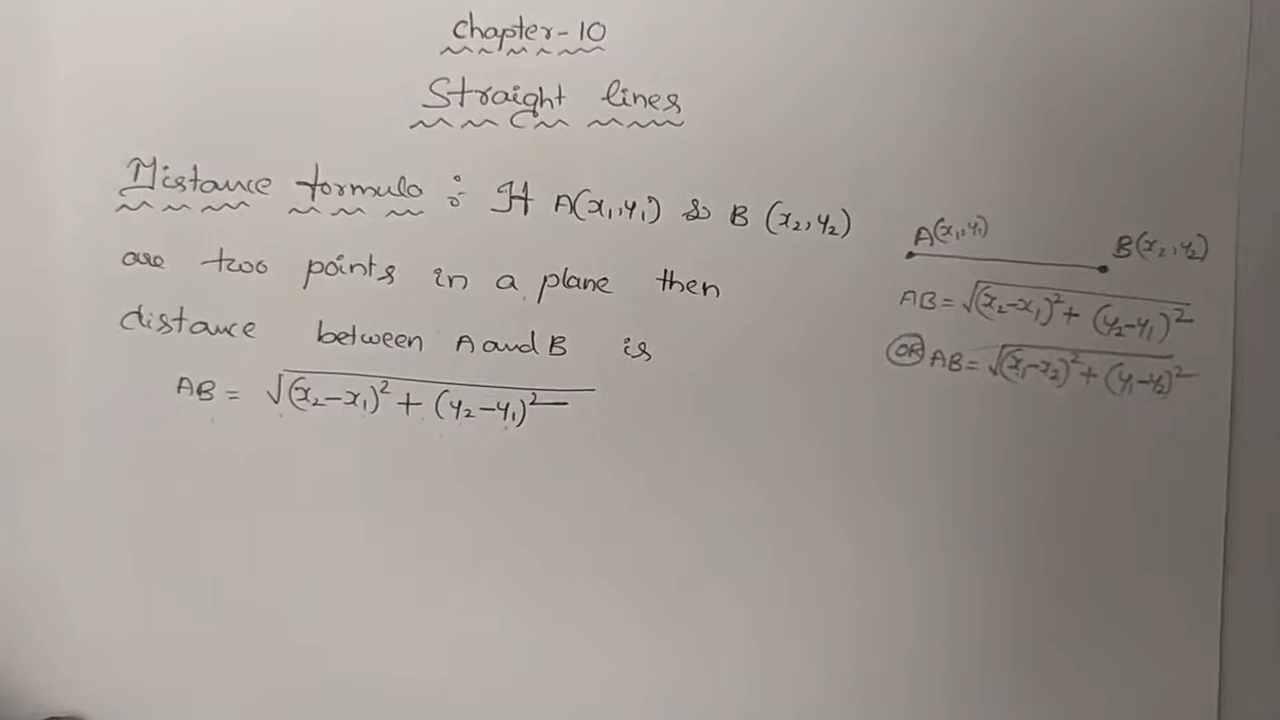 Chapter-10
Straight lines
Distance formula : If A(x₁,y₁) & B (x₂,y₂)
are two points in a plane then
distance between A and B is
AB = √(x₂-x₁)² + (y₂-y₁)²
A(x₁,y₁) B(x₂,y₂)
AB = √(x₂-x₁)² + (y₂-y₁)²
OR AB = √(x₁-x₂)² + (y₁-y₂)²